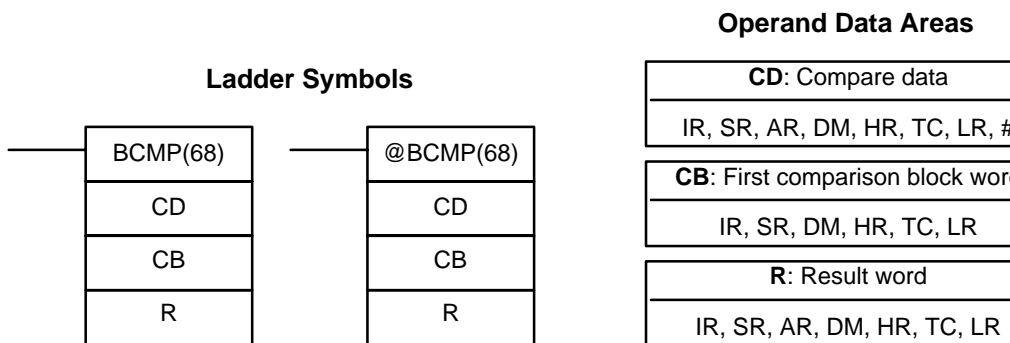 Ladder Symbols
BCMP(68)
CD
CB
R
@BCMP(68)
CD
CB
R
Operand Data Areas
CD: Compare data
IR, SR, AR, DM, HR, TC, LR, #
CB: First comparison block
IR, SR, DM, HR, TC, LR
R: Result word
IR, SR, AR, DM, HR, TC, LR